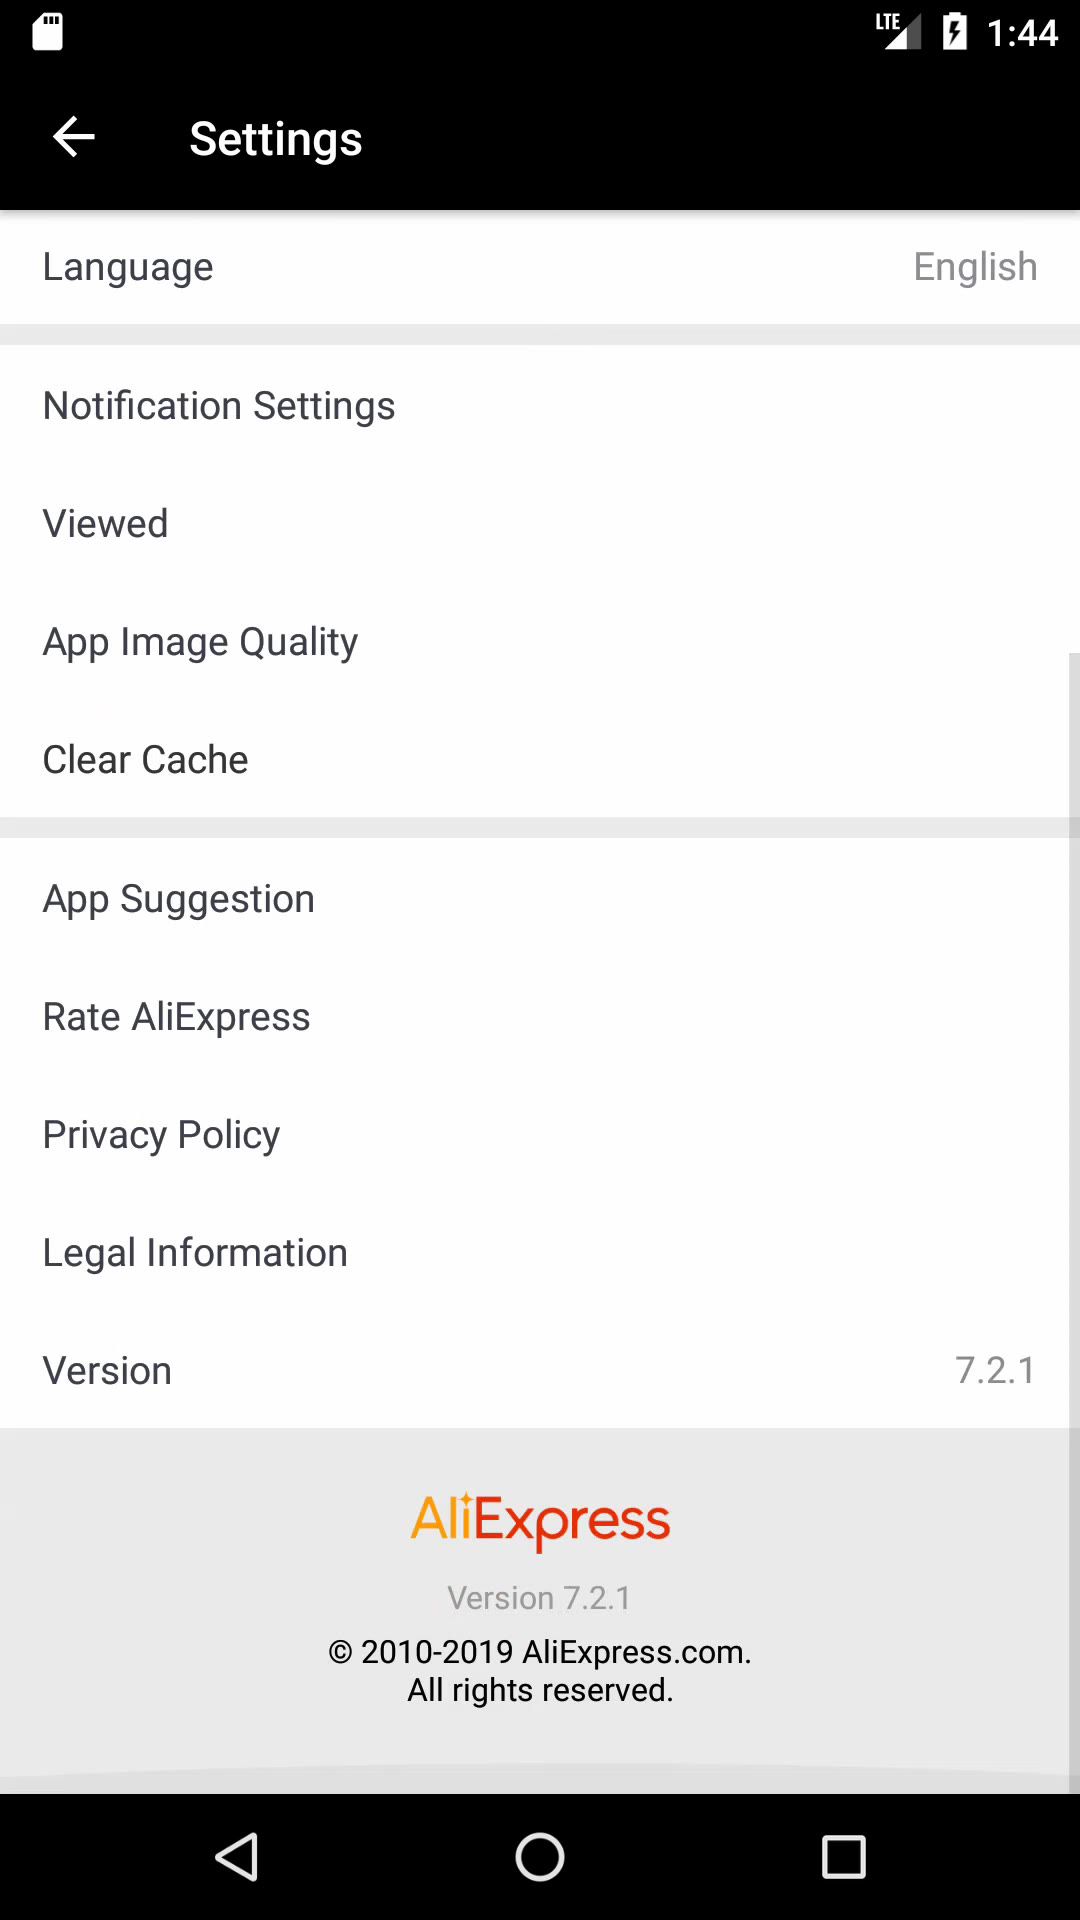 LTE 1:44
Settings
Language English
Notification Settings
Viewed
App Image Quality
Clear Cache
App Suggestion
Rate AliExpress
Privacy Policy
Legal Information
Version 7.2.1
AliExpress
Version 7.2.1
© 2010-2019 AliExpress.com.
All rights reserved.